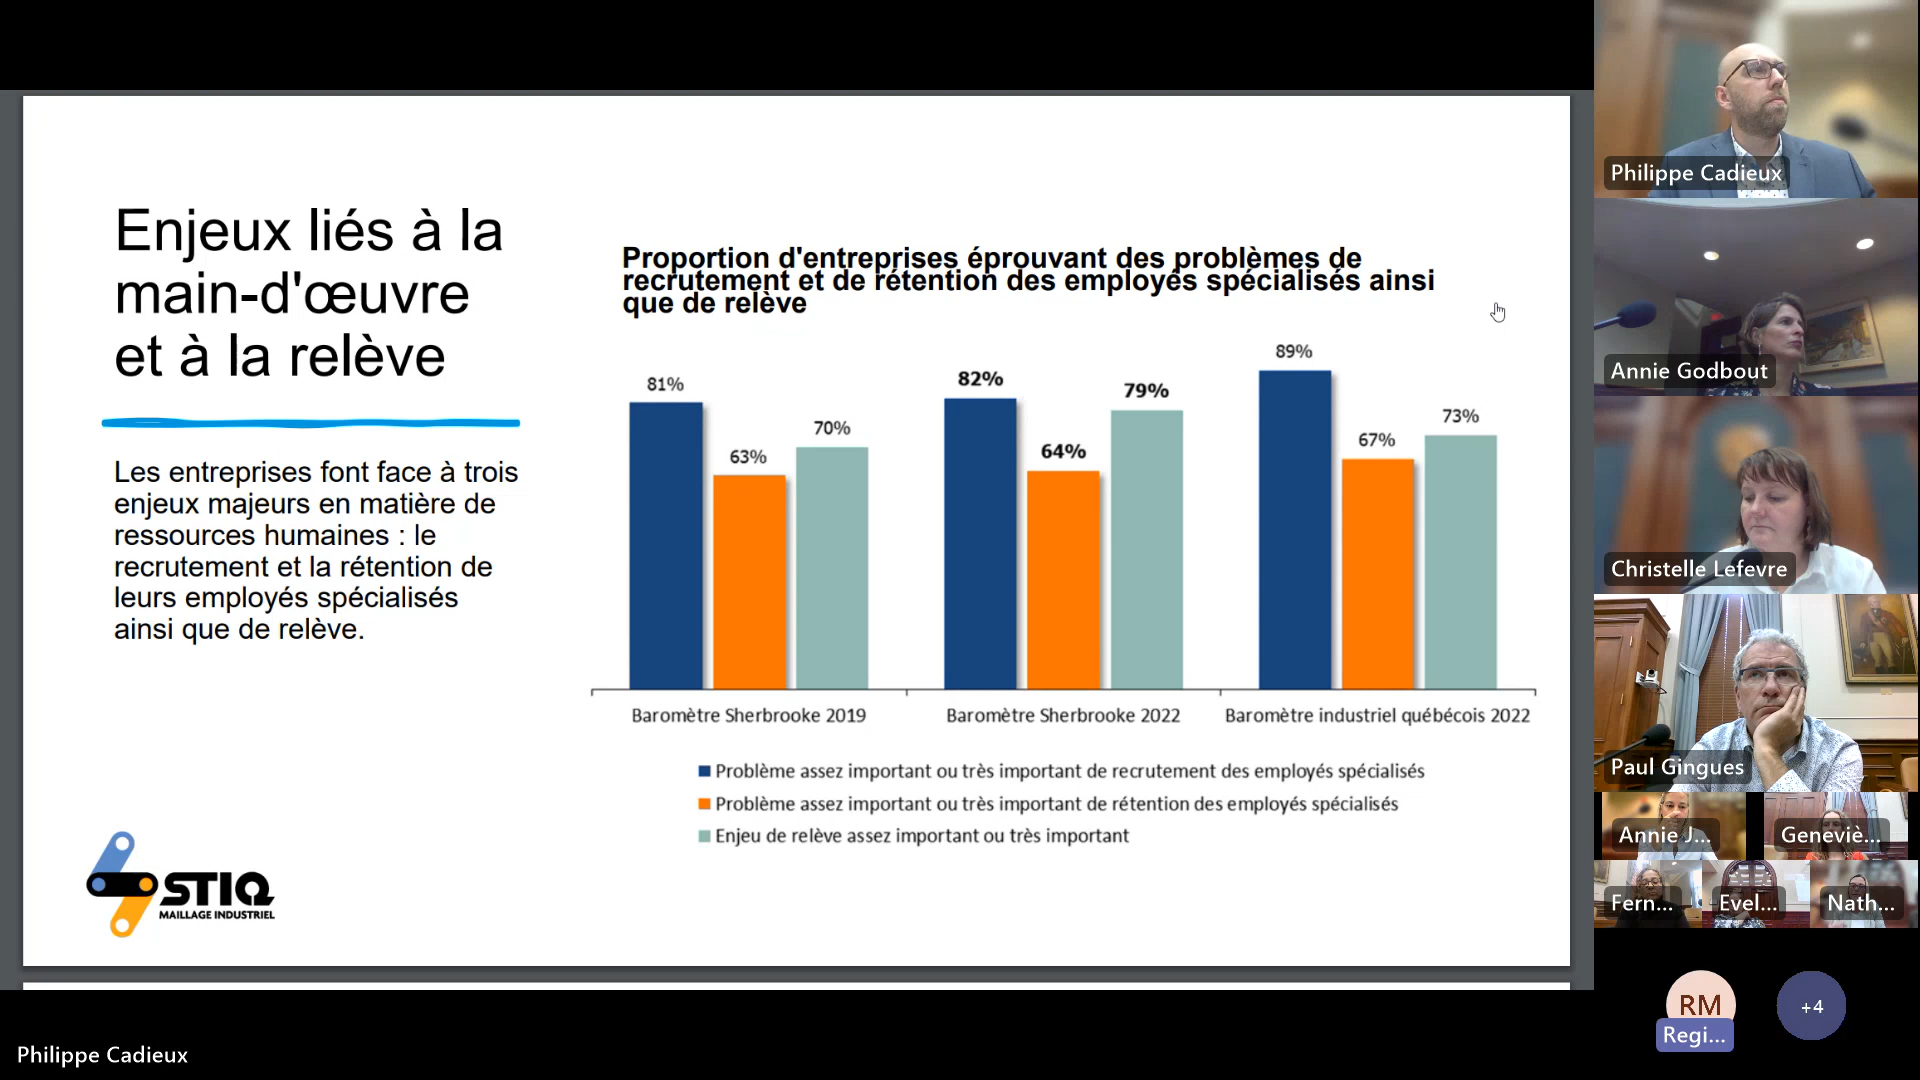 Enjeux liés à la
main-d'œuvre
et à la relève
Les entreprises font face à trois
enjeux majeurs en matière de
ressources humaines : le
recrutement et la rétention de
leurs employés spécialisés
ainsi que de relève.
STIQ
MAILLAGE INDUSTRIEL
Proportion d'entreprises éprouvant des problèmes de
recrutement et de rétention des employés spécialisés ainsi
que de relève
81%
63%
70%
82%
64%
79%
89%
67%
73%
Baromètre Sherbrooke 2019
Baromètre Sherbrooke 2022
Baromètre industriel québécois 2022
Problème assez important ou très important de recrutement des employés spécialisés
Problème assez important ou très important de rétention des employés spécialisés
Enjeu de relève assez important ou très important
Philippe Cadieux
Annie Godbout
Christelle Lefevre
Paul Gingues
Annie J...
Genevièv...
Fern...
Evel...
Nath...
RM
+4
Regi...
Philippe Cadieux